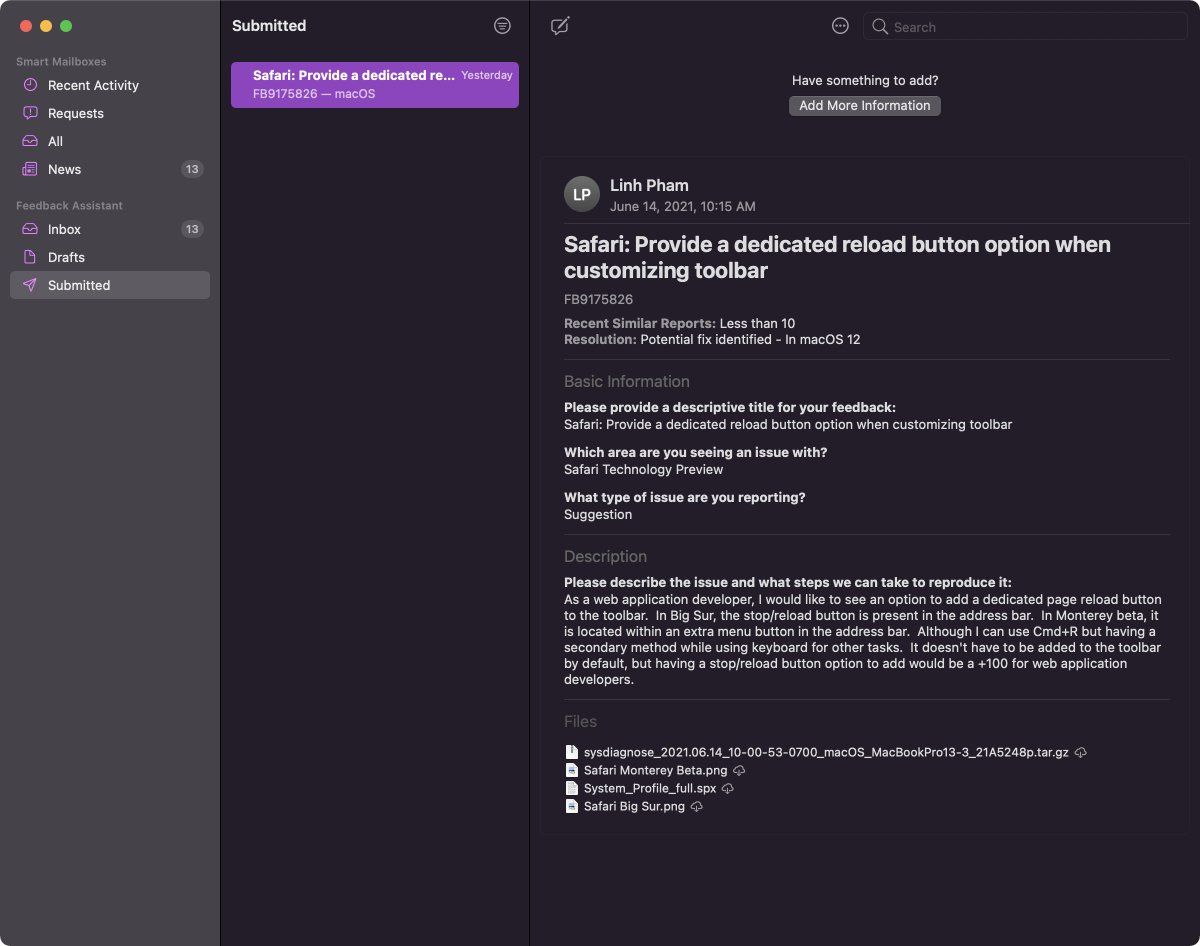 Smart Mailboxes
Recent Activity
Requests
All
News 13
Feedback Assistant
Inbox 13
Drafts
Submitted
Submitted
Safari: Provide a dedicated re... Yesterday
FB9175826 — macOS
Search
Have something to add?
Add More Information
LP
Linh Pham
June 14, 2021, 10:15 AM
Safari: Provide a dedicated reload button option when
customizing toolbar
FB9175826
Recent Similar Reports: Less than 10
Resolution: Potential fix identified - In macOS 12
Basic Information
Please provide a descriptive title for your feedback:
Safari: Provide a dedicated reload button option when customizing toolbar
Which area are you seeing an issue with?
Safari Technology Preview
What type of issue are you reporting?
Suggestion
Description
Please describe the issue and what steps we can take to reproduce it:
As a web application developer, I would like to see an option to add a dedicated page reload button
to the toolbar.  In Big Sur, the stop/reload button is present in the address bar.  In Monterey beta, it
is located within an extra menu button in the address bar.  Although I can use Cmd+R but having a
secondary method while using keyboard for other tasks.  It doesn't have to be added to the toolbar
by default, but having a stop/reload button option to add would be a +100 for web application
developers.
Files
sysdiagnose_2021.06.14_10-00-53-0700_macOS_MacBookPro13-3_21A5248p.tar.gz
Safari Monterey Beta.png
System_Profile_full.spx
Safari Big Sur.png